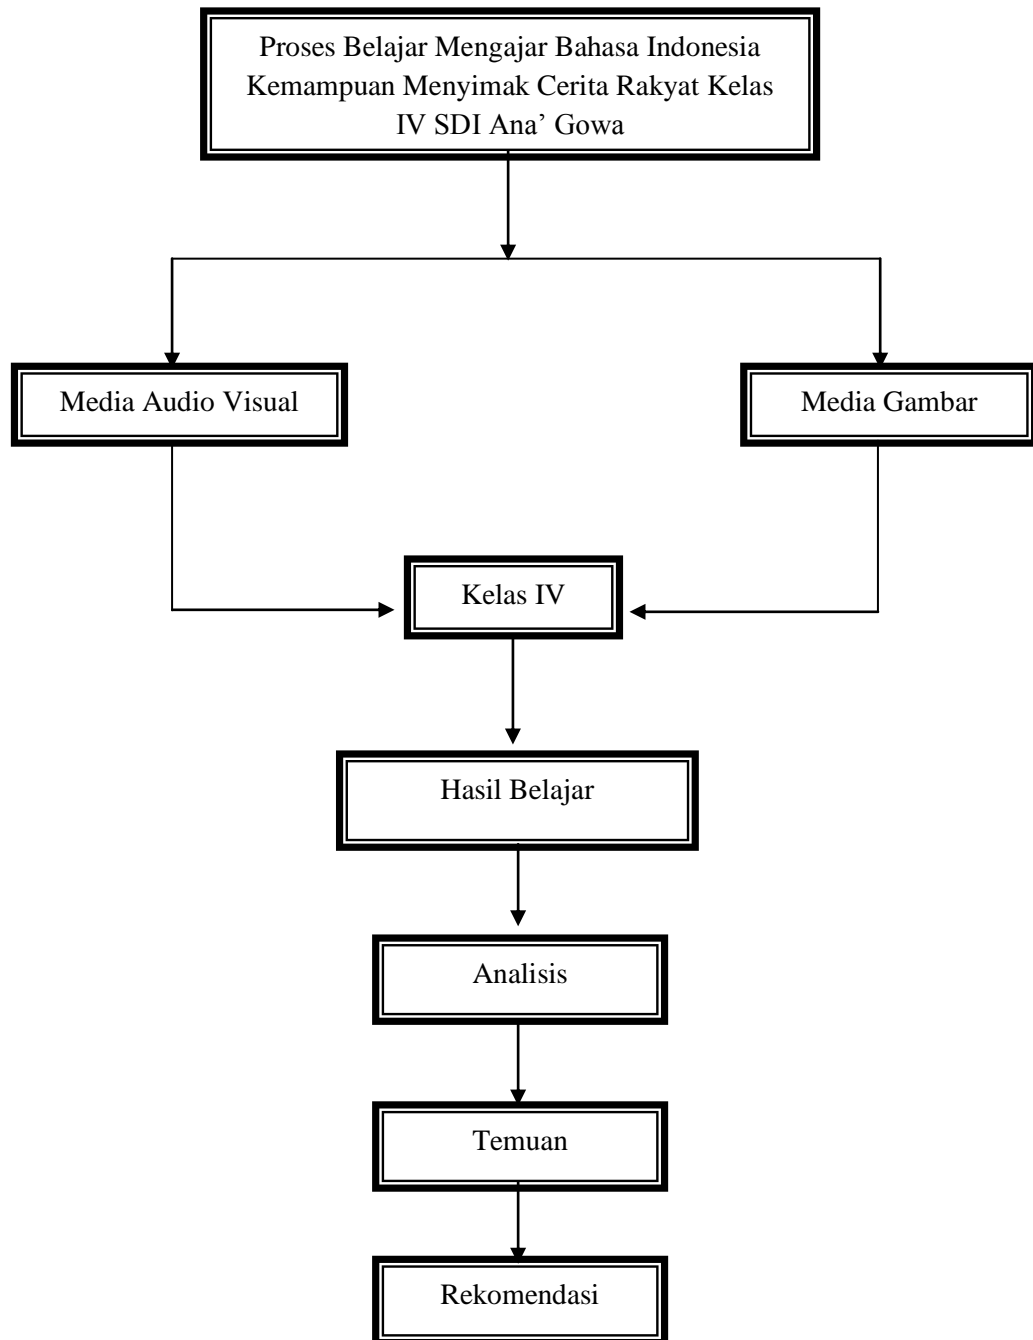 Proses Belajar Mengajar Bahasa Indonesia
Kemampuan Menyimak Cerita Rakyat Kelas
IV SDI Ana’ Gowa
Media Audio Visual
Media Gambar
Kelas IV
Hasil Belajar
Analisis
Temuan
Rekomendasi